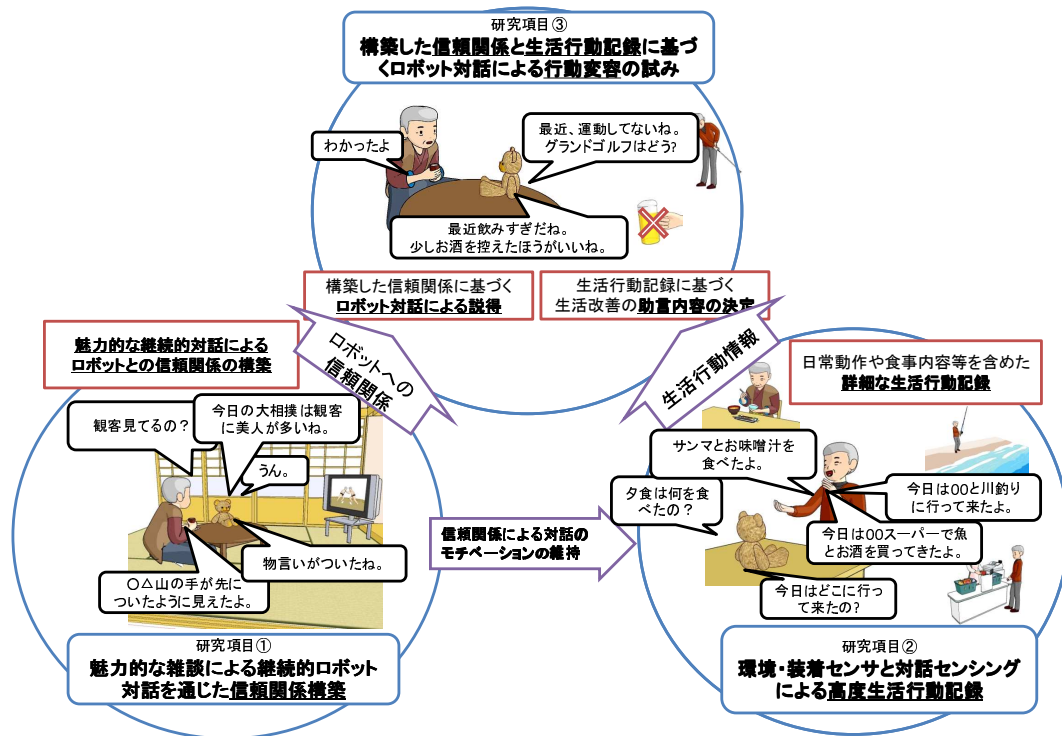 研究項目③
構築した信頼関係と生活行動記録に基づ
くロボット対話による行動変容の試み
わかったよ
最近、運動してないね。
グランドゴルフはどう?
最近飲みすぎだね。
少しお酒を控えたほうがいいね。
構築した信頼関係に基づく
ロボット対話による説得
生活行動記録に基づく
生活改善の助言内容の決定
ロボットへの
信頼関係
生活行動情報
魅力的な継続的対話による
ロボットとの信頼関係の構築
観客見てるの?
今日の大相撲は観客
に美人が多いね。
うん。
物言いがついたね。
〇△山の手が先に
ついたように見えたよ。
研究項目①
魅力的な雑談による継続的ロボット
対話を通じた信頼関係構築
信頼関係による対話の
モチベーションの維持
日常動作や食事内容等を含めた
詳細な生活行動記録
サンマとお味噌汁を
食べたよ。
夕食は何を食
べたの?
今日は〇〇と川釣り
に行って来たよ。
今日は〇〇スーパーで魚
とお酒を買ってきたよ。
今日はどこに行っ
て来たの?
研究項目②
環境・装着センサと対話センシング
による高度生活行動記録